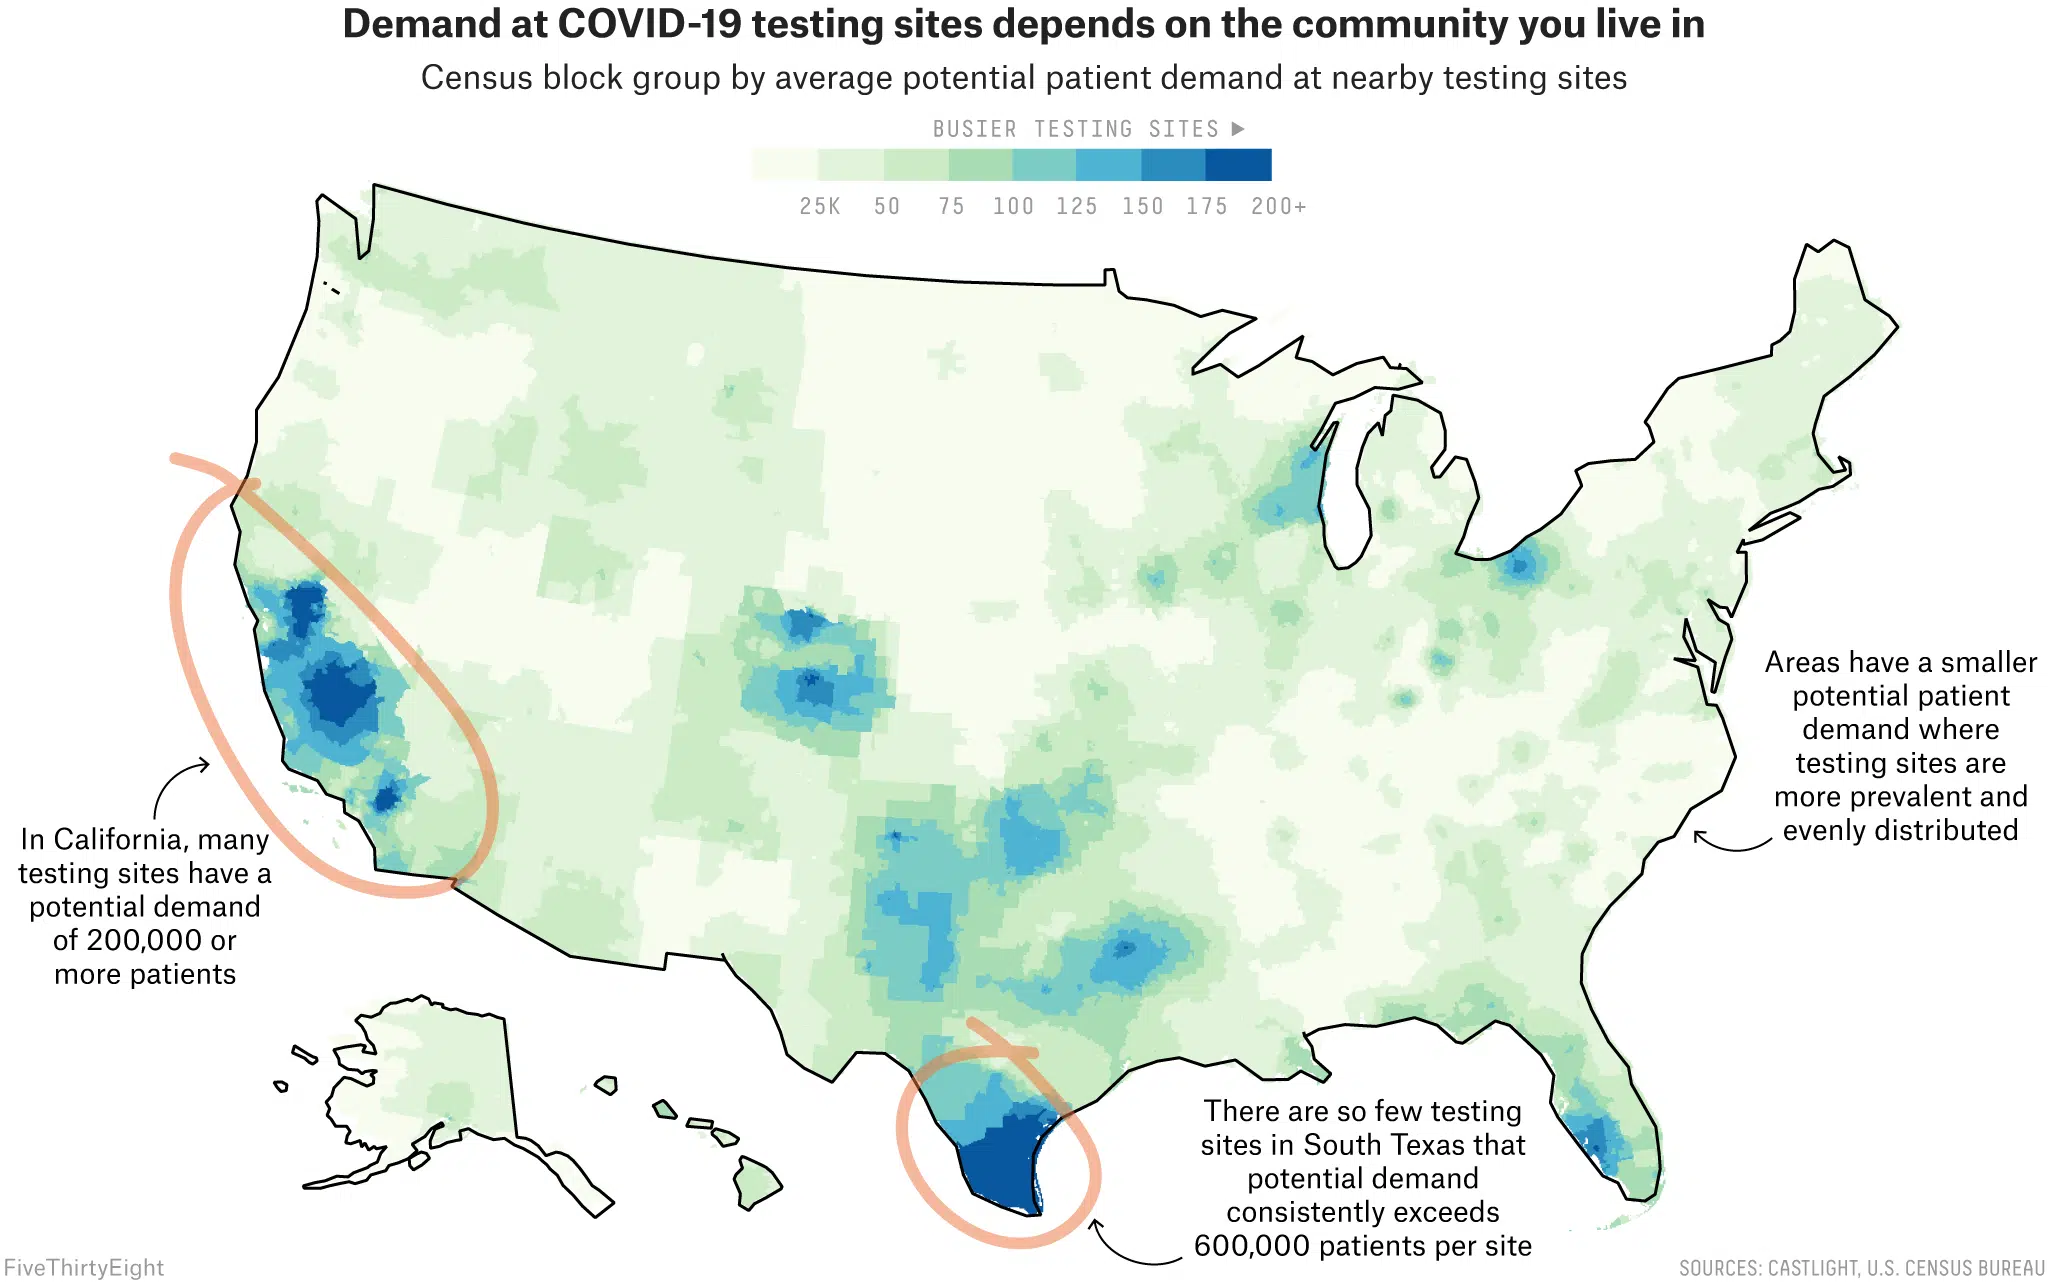 Demand at COVID-19 testing sites depends on the community you live in
Census block group by average potential patient demand at nearby testing sites
BUSIER TESTING SITES ►
25K 50 75 100 125 150 175 200+
Areas have a smaller
potential patient
demand where
testing sites are
more prevalent and
evenly distributed
In California, many
testing sites have a
potential demand
of 200,000 or
more patients
There are so few testing
sites in South Texas that
potential demand
consistently exceeds
600,000 patients per site
FiveThirtyEight
SOURCES: CASTLIGHT, U.S. CENSUS BUREAU